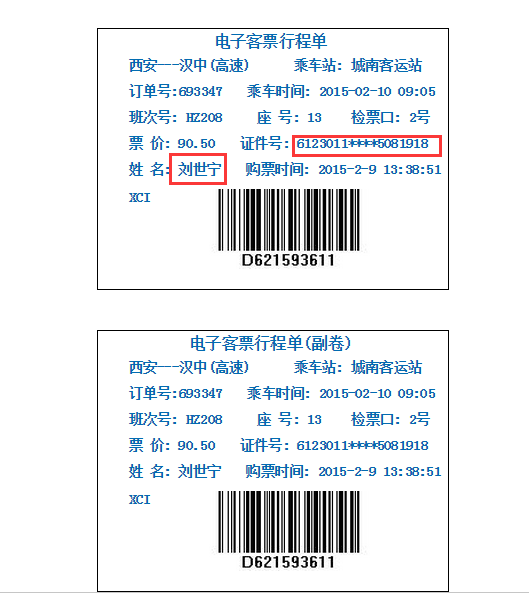 电子客票行程单
西安---汉中(高速) 乘车站: 城南客运站
订单号:693347 乘车时间: 2015-02-10 09:05
班次号: HZ208 座 号: 13 检票口: 2号
票 价: 90.50 证件号: 6123011****5081918
姓 名: 刘世宁 购票时间: 2015-2-9 13:38:51
XCI
D621593611
电子客票行程单(副卷)
西安---汉中(高速) 乘车站: 城南客运站
订单号:693347 乘车时间: 2015-02-10 09:05
班次号: HZ208 座 号: 13 检票口: 2号
票 价: 90.50 证件号: 6123011****5081918
姓 名: 刘世宁 购票时间: 2015-2-9 13:38:51
XCI
D621593611